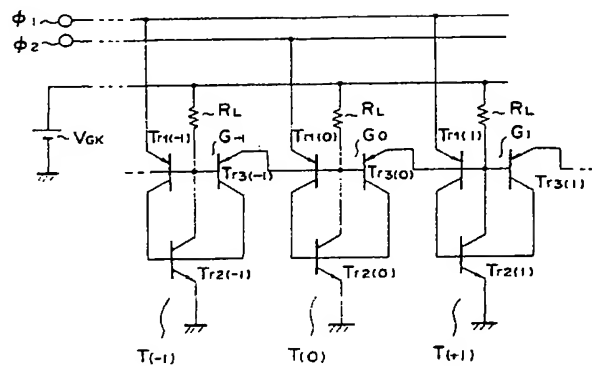 ϕ1
ϕ2
RL RL RL
VGK
Tr1(-1) G-1 Tr1(0) G0 Tr1(1) G1
Tr3(-1) Tr3(0) Tr3(1)
Tr2(-1) Tr2(0) Tr2(1)
T(-1) T(0) T(+1)